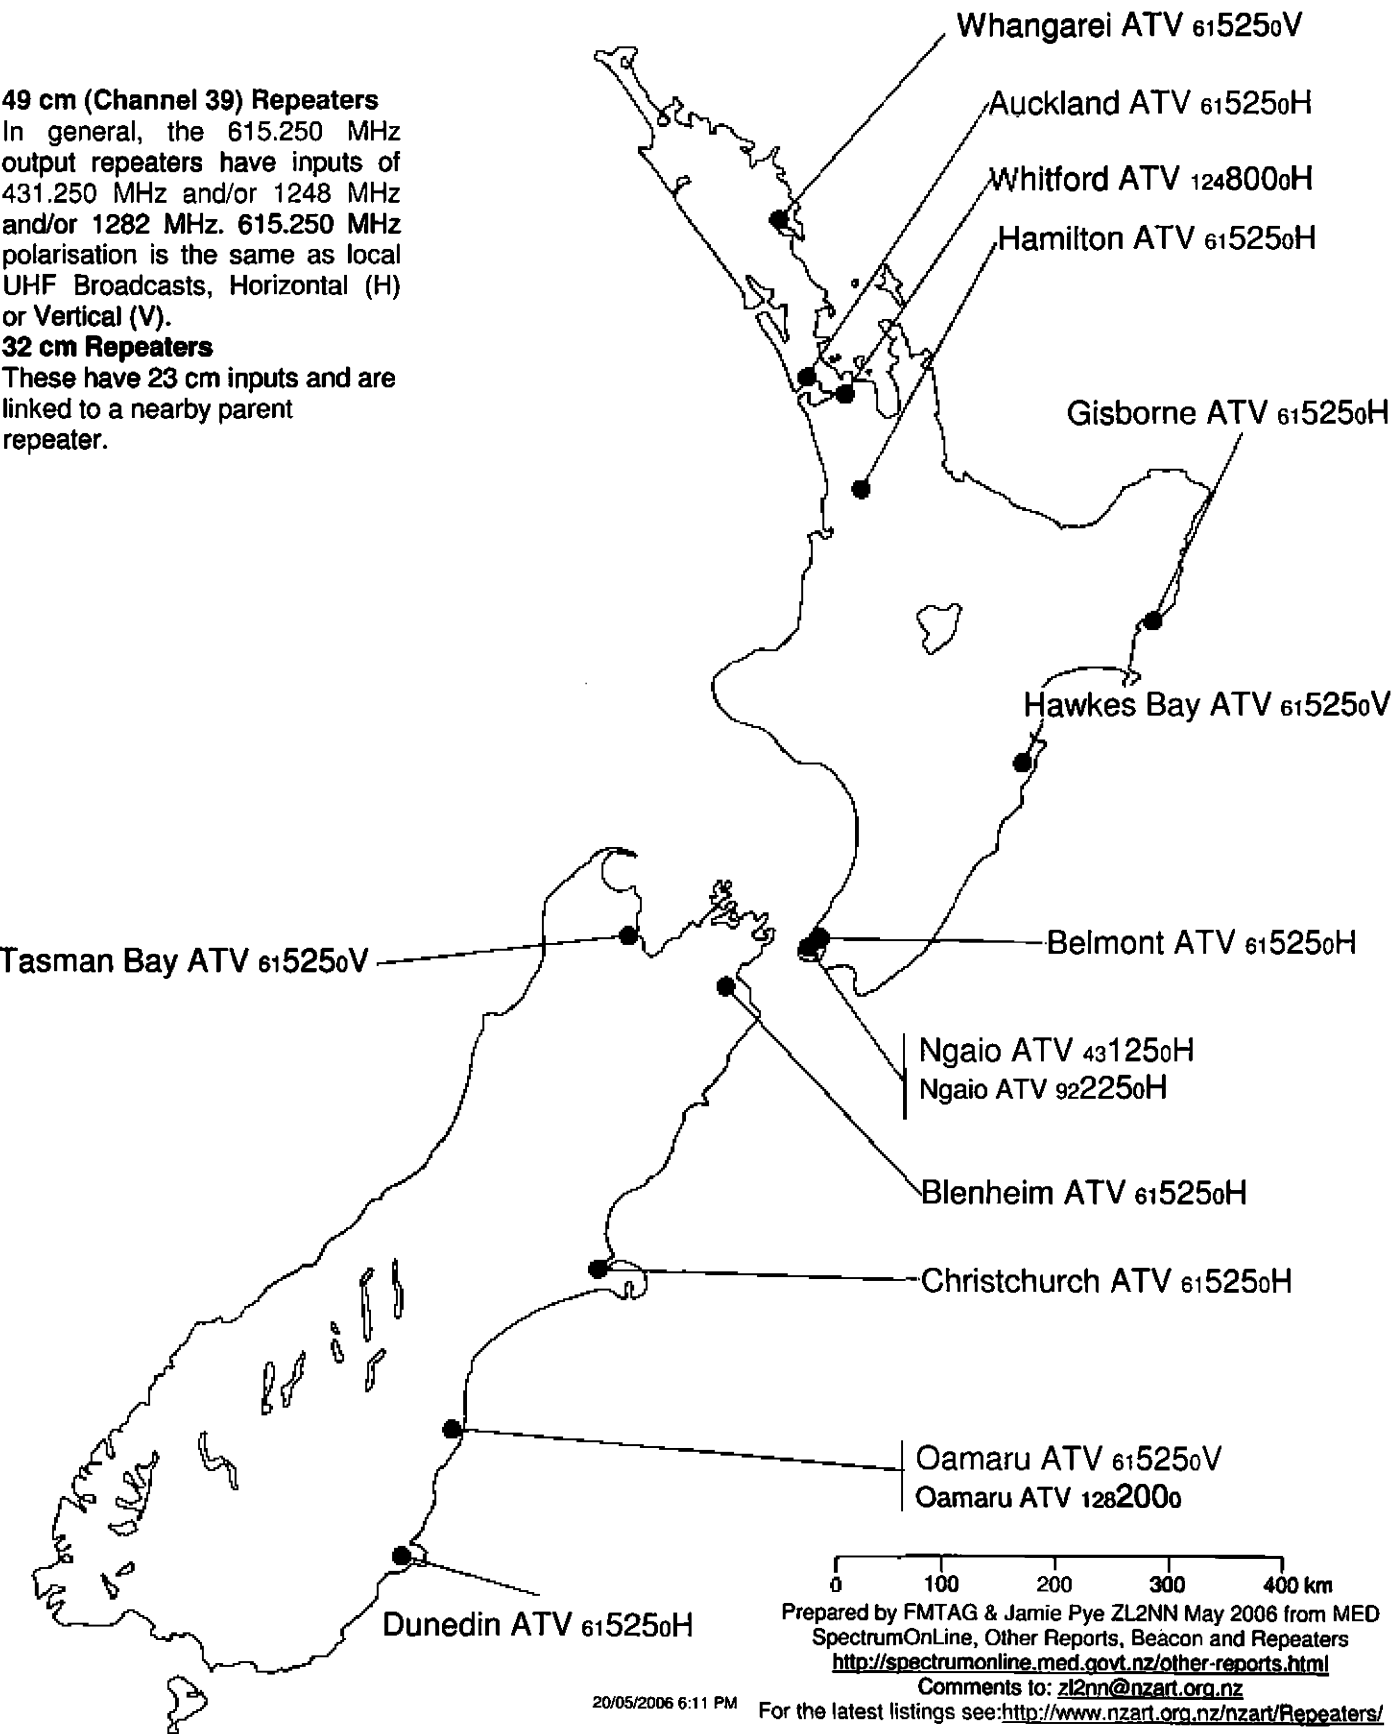 49 cm (Channel 39) Repeaters
In general, the 615.250 MHz
output repeaters have inputs of
431.250 MHz and/or 1248 MHz
and/or 1282 MHz. 615.250 MHz
polarisation is the same as local
UHF Broadcasts, Horizontal (H)
or Vertical (V).
32 cm Repeaters
These have 23 cm inputs and are
linked to a nearby parent
repeater.
Whangarei ATV 615250V
Auckland ATV 615250H
Whitford ATV 1248000H
Hamilton ATV 615250H
Gisborne ATV 615250H
Hawkes Bay ATV 615250V
Tasman Bay ATV 615250V
Belmont ATV 615250H
Ngaio ATV 431250H
Ngaio ATV 922250H
Blenheim ATV 615250H
Christchurch ATV 615250H
Oamaru ATV 615250V
Oamaru ATV 1282000
Dunedin ATV 615250H
0 100 200 300 400 km
Prepared by FMTAG & Jamie Pye ZL2NN May 2006 from MED
SpectrumOnLine, Other Reports, Beacon and Repeaters
http://spectrumonline.med.govt.nz/other-reports.html
Comments to: zl2nn@nzart.org.nz
20/05/2006 6:11 PM For the latest listings see:http://www.nzart.org.nz/nzart/Repeaters/